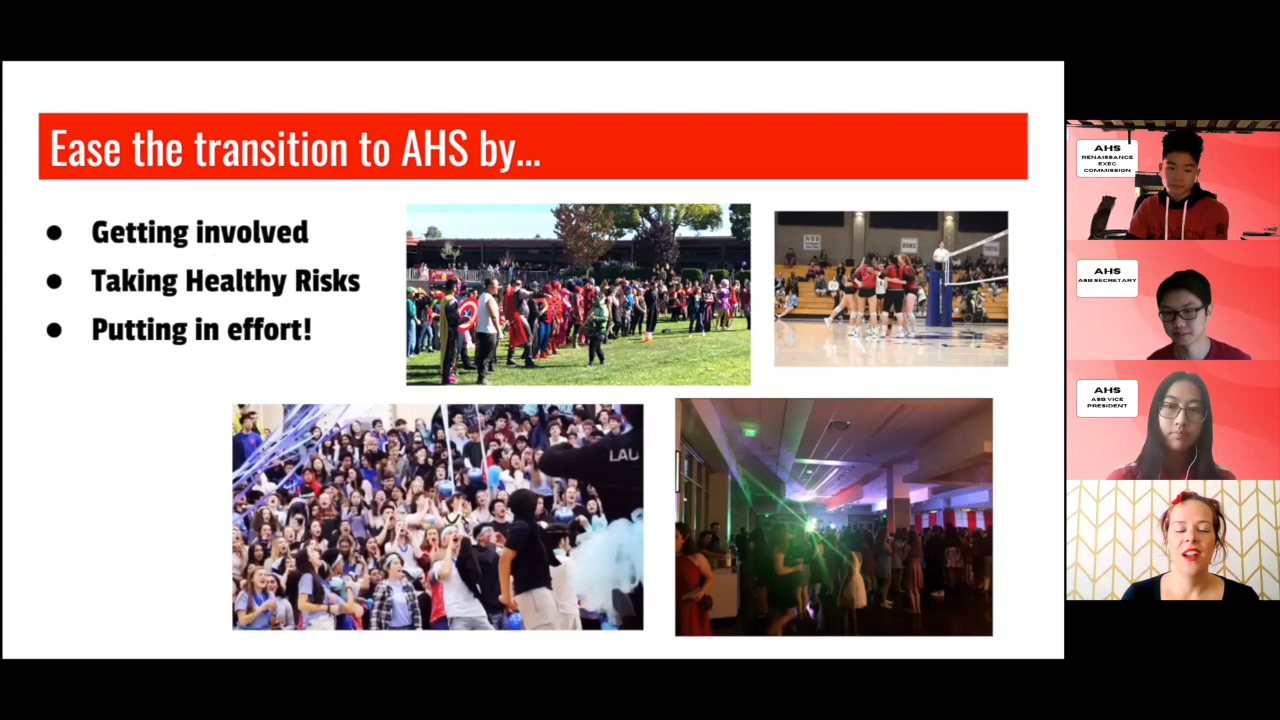 Ease the transition to AHS by...
● Getting involved
● Taking Healthy Risks
● Putting in effort!
LAU
AHS
RENAISSANCE
EXEC
COMMISSION
AHS
ASB SECRETARY
AHS
ASB VICE
PRESIDENT